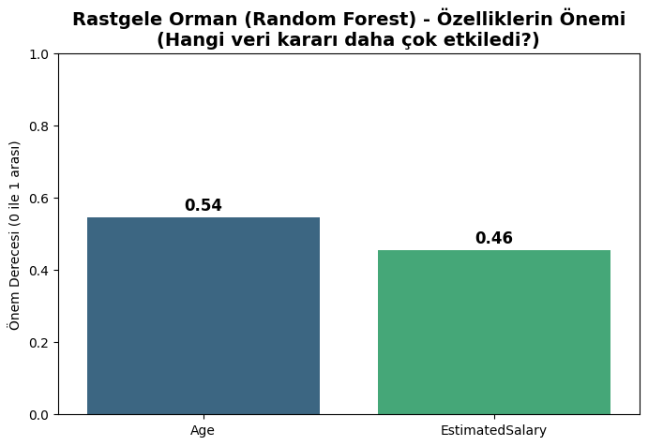 Rastgele Orman (Random Forest) - Özelliklerin Önemi
(Hangi veri kararı daha çok etkiledi?)
Önem Derecesi (0 ile 1 arası)
1.0
0.8
0.6
0.4
0.2
0.0
0.54
0.46
Age
EstimatedSalary